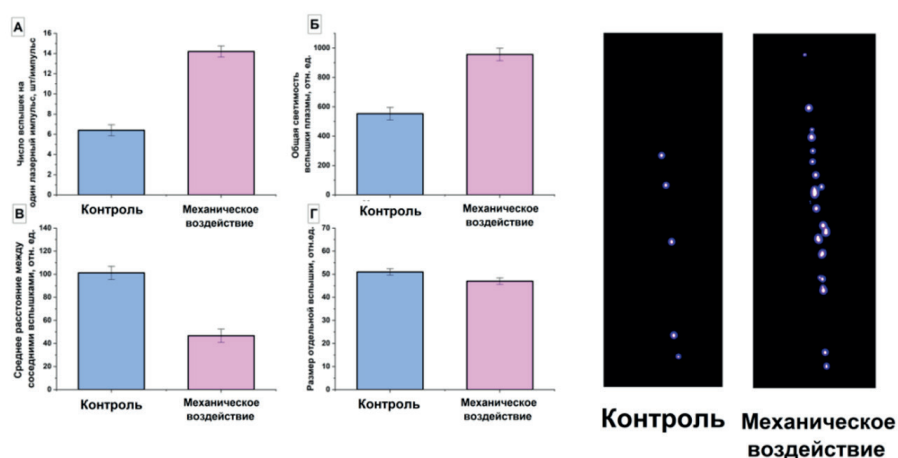 А
Число вспышек на
один лазерный импульс, шт/импульс
16
14
12
10
8
6
4
2
0
Контроль
Механическое
воздействие
Б
Общая светимость
вспышки плазмы, отн. ед.
1000
800
600
400
200
0
Контроль
Механическое
воздействие
В
Среднее расстояние между
соседними вспышками, отн. ед.
140
120
100
80
60
40
20
0
Контроль
Механическое
воздействие
Г
Размер отдельной вспышки, отн.ед.
70
60
50
40
30
20
10
0
Контроль
Механическое
воздействие
Контроль
Механическое
воздействие